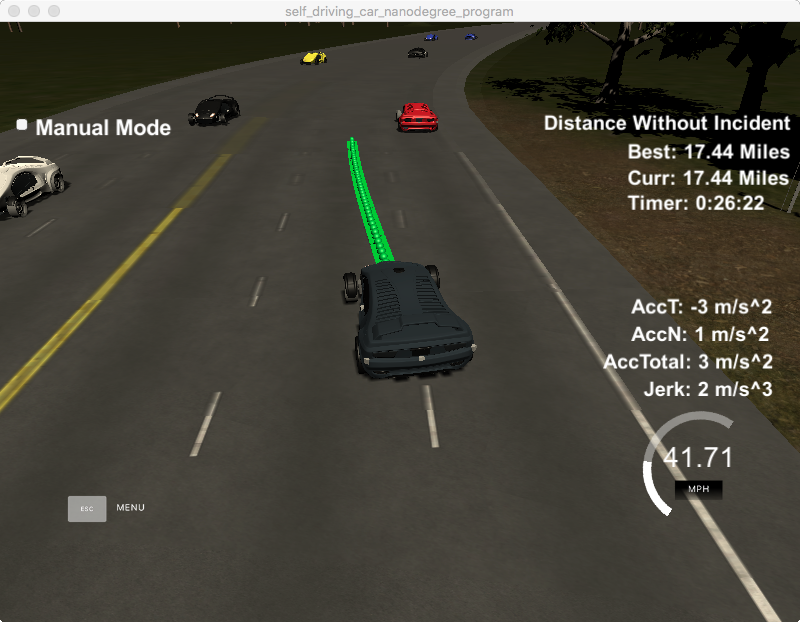 self_driving_car_nanodegree_program
Manual Mode
Distance Without Incident
Best: 17.44 Miles
Curr: 17.44 Miles
Timer: 0:26:22
AccT: -3 m/s^2
AccN: 1 m/s^2
AccTotal: 3 m/s^2
Jerk: 2 m/s^3
41.71
MPH
ESC MENU